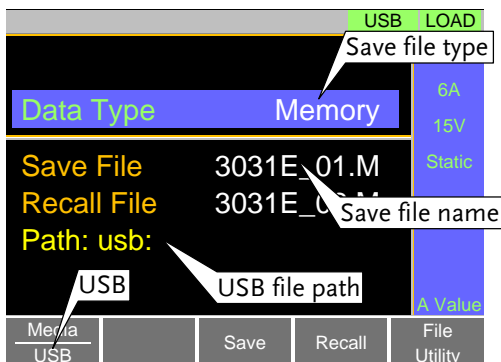 USB LOAD
Save file type
6A
Data Type Memory
15V
Save File 3031E_01.M
Static
Recall File 3031E_
Save file name
Path: usb:
USB
USB file path
A Value
Media
USB
Save
Recall
File
Utility